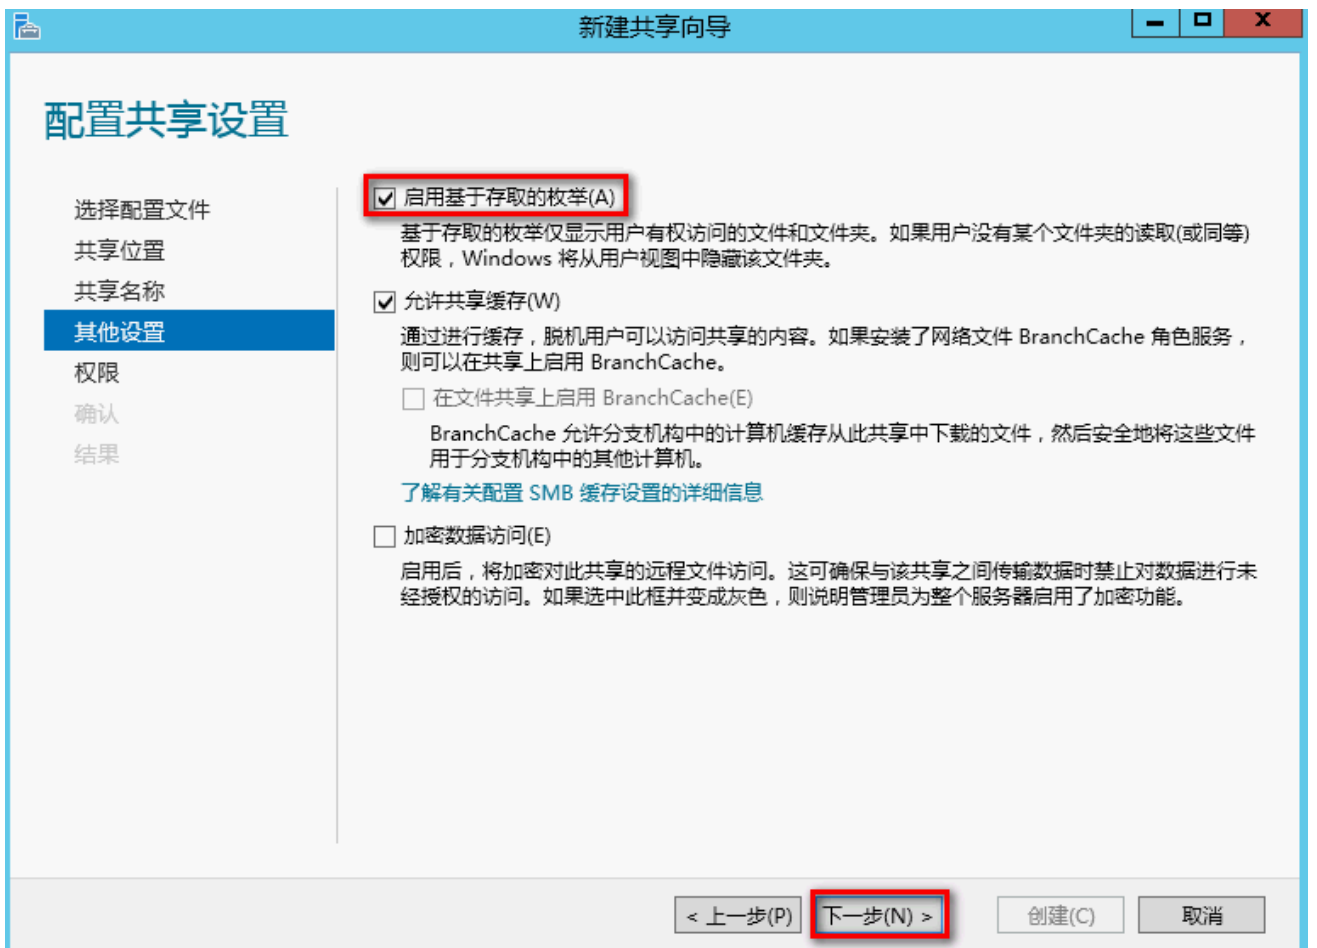 新建共享向导
配置共享设置
选择配置文件
共享位置
共享名称
其他设置
权限
确认
结果
启用基于存取的枚举(A)
基于存取的枚举仅显示用户有权访问的文件和文件夹。如果用户没有某个文件夹的读取(或同等)
权限，Windows 将从用户视图中隐藏该文件夹。
允许共享缓存(W)
通过进行缓存，脱机用户可以访问共享的内容。如果安装了网络文件 BranchCache 角色服务，
则可以在共享上启用 BranchCache。
在文件共享上启用 BranchCache(E)
BranchCache 允许分支机构中的计算机缓存从此共享中下载的文件，然后安全地将这些文件
用于分支机构中的其他计算机。
了解有关配置 SMB 缓存设置的详细信息
加密数据访问(E)
启用后，将加密对此共享的远程文件访问。这可确保与该共享之间传输数据时禁止对数据进行未
经授权的访问。如果选中此框并变成灰色，则说明管理员为整个服务器启用了加密功能。
< 上一步(P)
下一步(N) >
创建(C)
取消